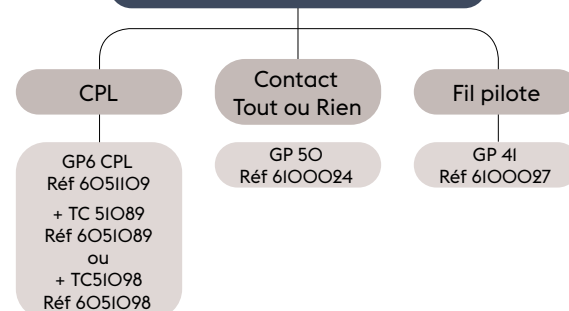 CPL
GP6 CPL
Réf 6051109
+ TC 51089
Réf 6051089
ou
+ TC51098
Réf 6051098
Contact
Tout ou Rien
GP 50
Réf 6100024
Fil pilote
GP 41
Réf 6100027